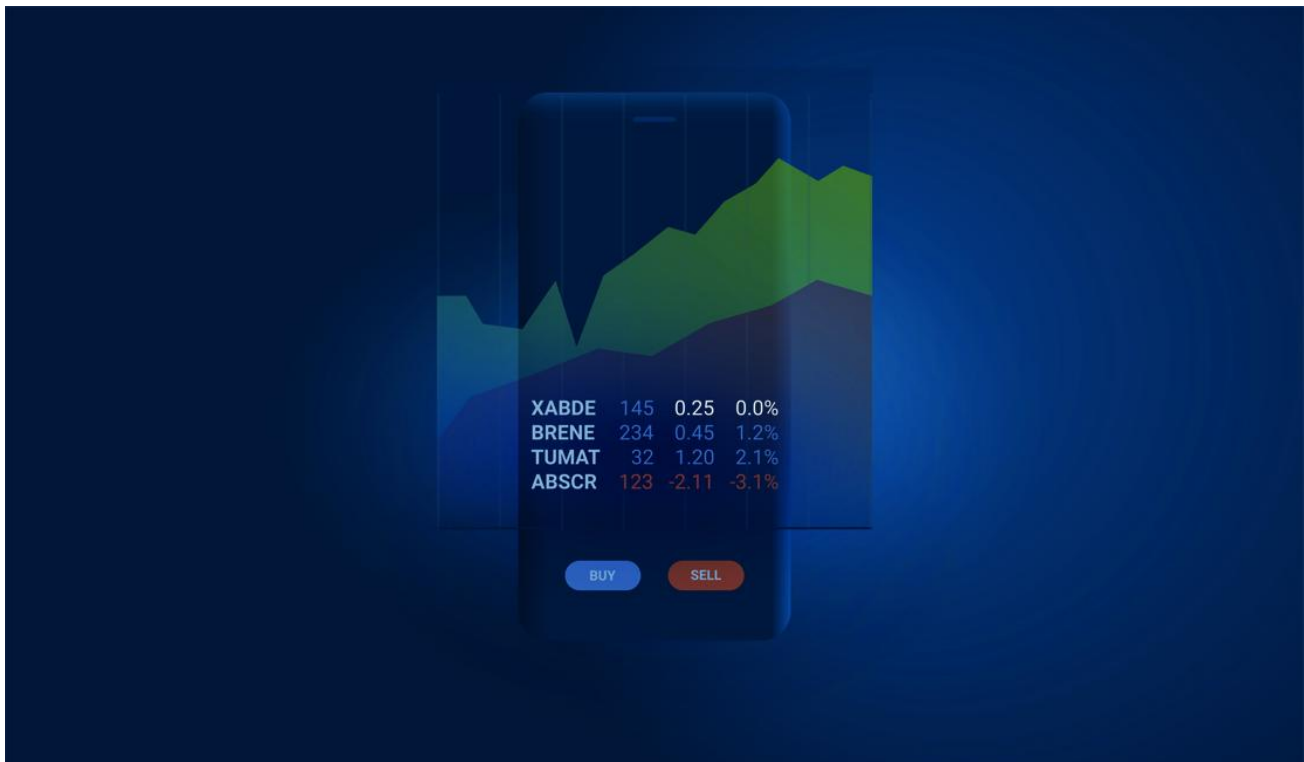 XABDE 145 0.25 0.0%
BRENE 234 0.45 1.2%
TUMAT 32 1.20 2.1%
ABSCR 123 -2.11 -3.1%
BUY SELL